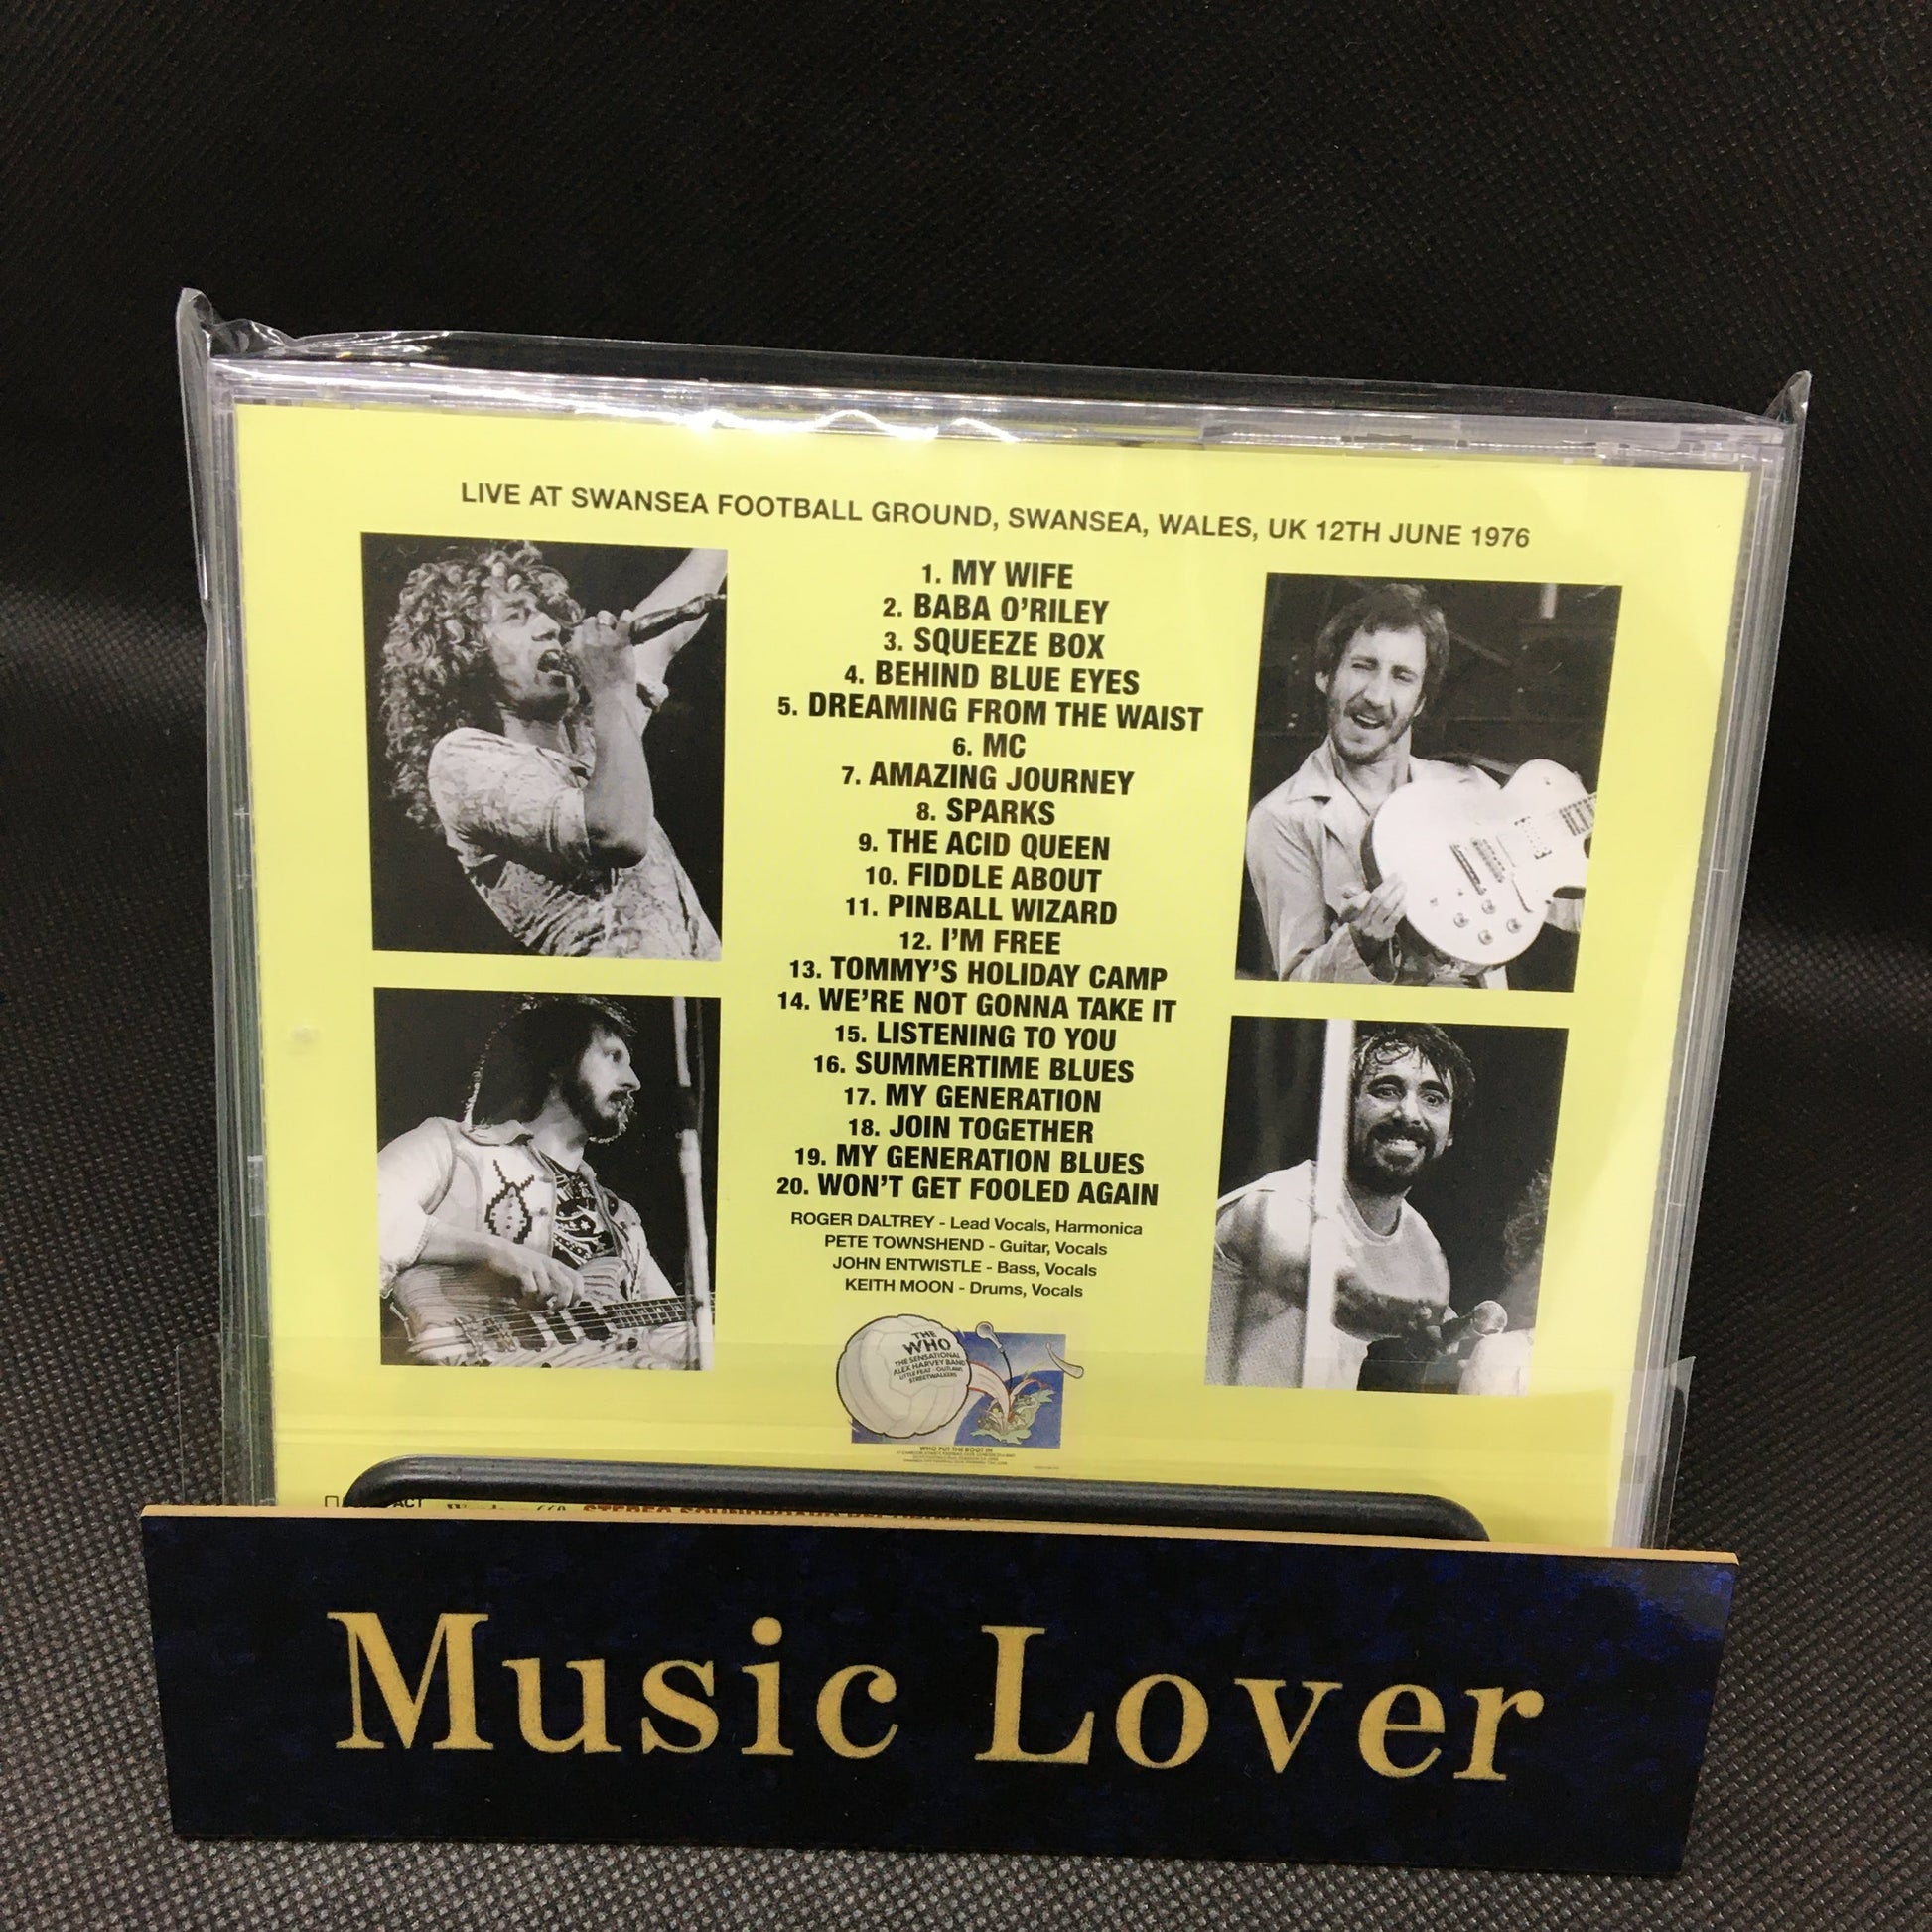 LIVE AT SWANSEA FOOTBALL GROUND, SWANSEA, WALES, UK 12TH JUNE 1976
1. MY WIFE
2. BABA O'RILEY
3. SQUEEZE BOX
4. BEHIND BLUE EYES
5. DREAMING FROM THE WAIST
6. MC
7. AMAZING JOURNEY
8. SPARKS
9. THE ACID QUEEN
10. FIDDLE ABOUT
11. PINBALL WIZARD
12. I'M FREE
13. TOMMY'S HOLIDAY CAMP
14. WE'RE NOT GONNA TAKE IT
15. LISTENING TO YOU
16. SUMMERTIME BLUES
17. MY GENERATION
18. JOIN TOGETHER
19. MY GENERATION BLUES
20. WON'T GET FOOLED AGAIN
ROGER DALTREY - Lead Vocals, Harmonica
PETE TOWNSHEND - Guitar, Vocals
JOHN ENTWISTLE - Bass, Vocals
KEITH MOON - Drums, Vocals
THE
WHO
THE SENSATIONAL
ALEX HARVEY BAND
LITTLE FEAT - OUTLAWS
STREETWALKERS
WHO PUT THE BOOT IN
Music Lover